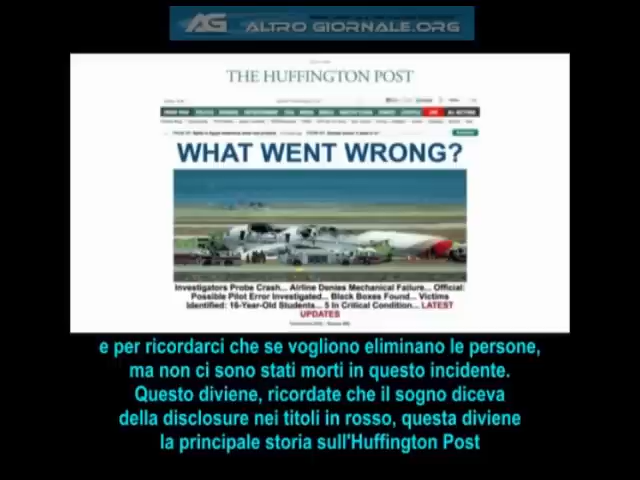 AG ALTRO GIORNALE.ORG
THE HUFFINGTON POST
WHAT WENT WRONG?
Investigators Probe Crash... Airline Denies Mechanical Failure... Official:
Possible Pilot Error Investigated... Black Boxes Found... Victims
Identified: 16-Year-Old Students... 5 In Critical Condition... LATEST
UPDATES
e per ricordarci che se vogliono eliminano le persone,
ma non ci sono stati morti in questo incidente.
Questo diviene, ricordate che il sogno diceva
della disclosure nei titoli in rosso, questa diviene
la principale storia sull'Huffington Post